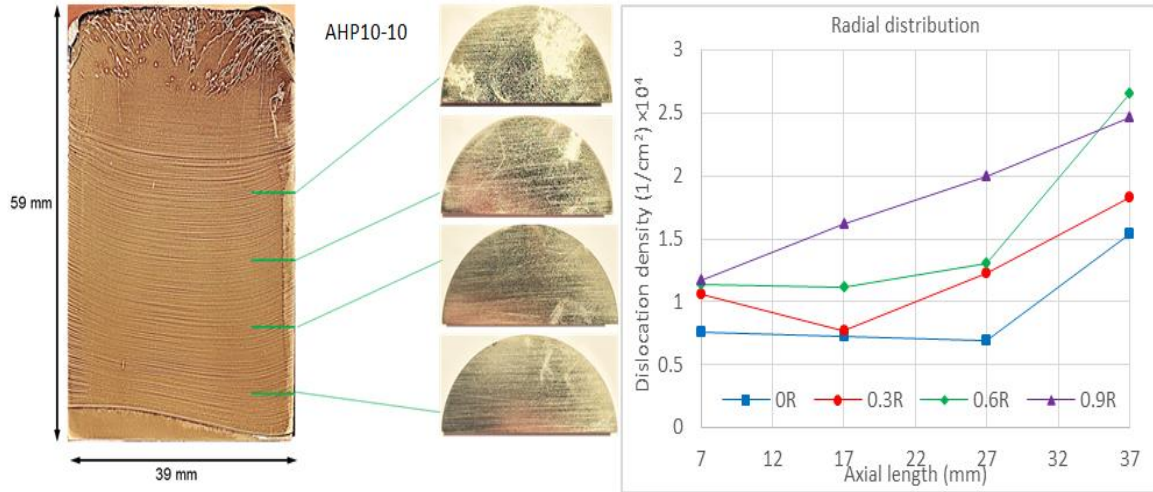 AHP10-10
59 mm
39 mm
Radial distribution
Dislocation density (1/cm²) ×10⁴
3
2.5
2
1.5
1
0.5
0
0R 0.3R 0.6R 0.9R
7 12 17 22 27 32 37
Axial length (mm)